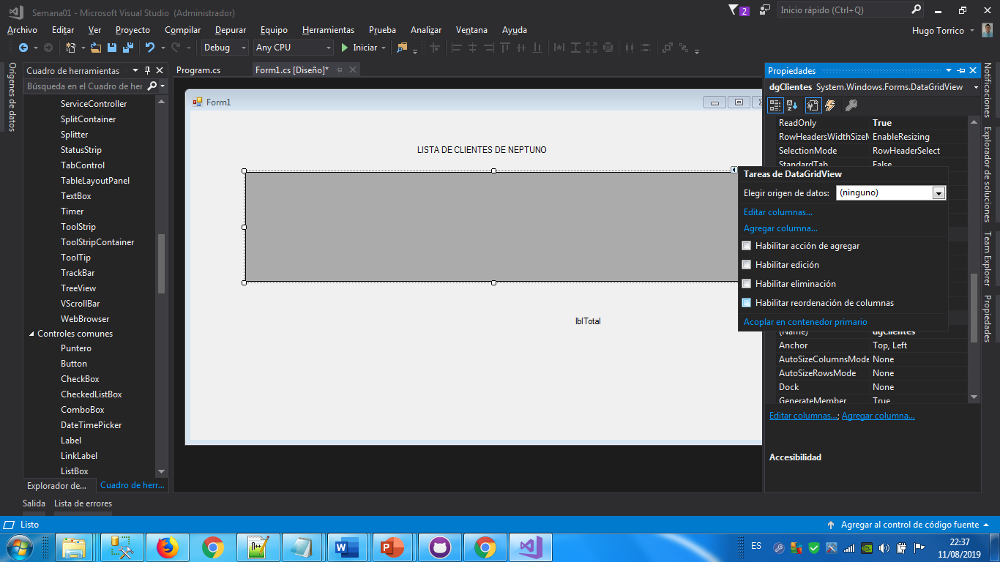 Semana01 - Microsoft Visual Studio (Administrador)
2
Inicio rápido (Ctrl+Q)
Archivo Editar Ver Proyecto Compilar Depurar Equipo Herramientas Prueba Analizar Ventana Ayuda
Hugo Torrico
Debug Any CPU Iniciar
Orígenes de datos
Cuadro de herramientas
Búsqueda en el Cuadro de her
ServiceController
SplitContainer
Splitter
StatusStrip
TabControl
TableLayoutPanel
TextBox
Timer
ToolStrip
ToolStripContainer
ToolTip
TrackBar
TreeView
VScrollBar
WebBrowser
Controles comunes
Puntero
Button
CheckBox
CheckedListBox
ComboBox
DateTimePicker
Label
LinkLabel
ListBox
Explorador de... Cuadro de herr...
Program.cs Form1.cs [Diseño]*
Form1
LISTA DE CLIENTES DE NEPTUNO
lblTotal
Propiedades
dgClientes System.Windows.Forms.DataGridView
ReadOnly True
RowHeadersWidthSizeM EnableResizing
SelectionMode RowHeaderSelect
StandardTab False
Tareas de DataGridView
Elegir origen de datos: (ninguno)
Editar columnas...
Agregar columna...
Habilitar acción de agregar
Habilitar edición
Habilitar eliminación
Habilitar reordenación de columnas
Acoplar en contenedor primario
(Name) dgClientes
Anchor Top, Left
AutoSizeColumnsMode None
AutoSizeRowsMode None
Dock None
GenerateMember True
Editar columnas...; Agregar columna...
Accesibilidad
Notificaciones
Explorador de soluciones
Team Explorer
Propiedades
Salida Lista de errores
Listo
Agregar al control de código fuente
ES
22:37
11/08/2019